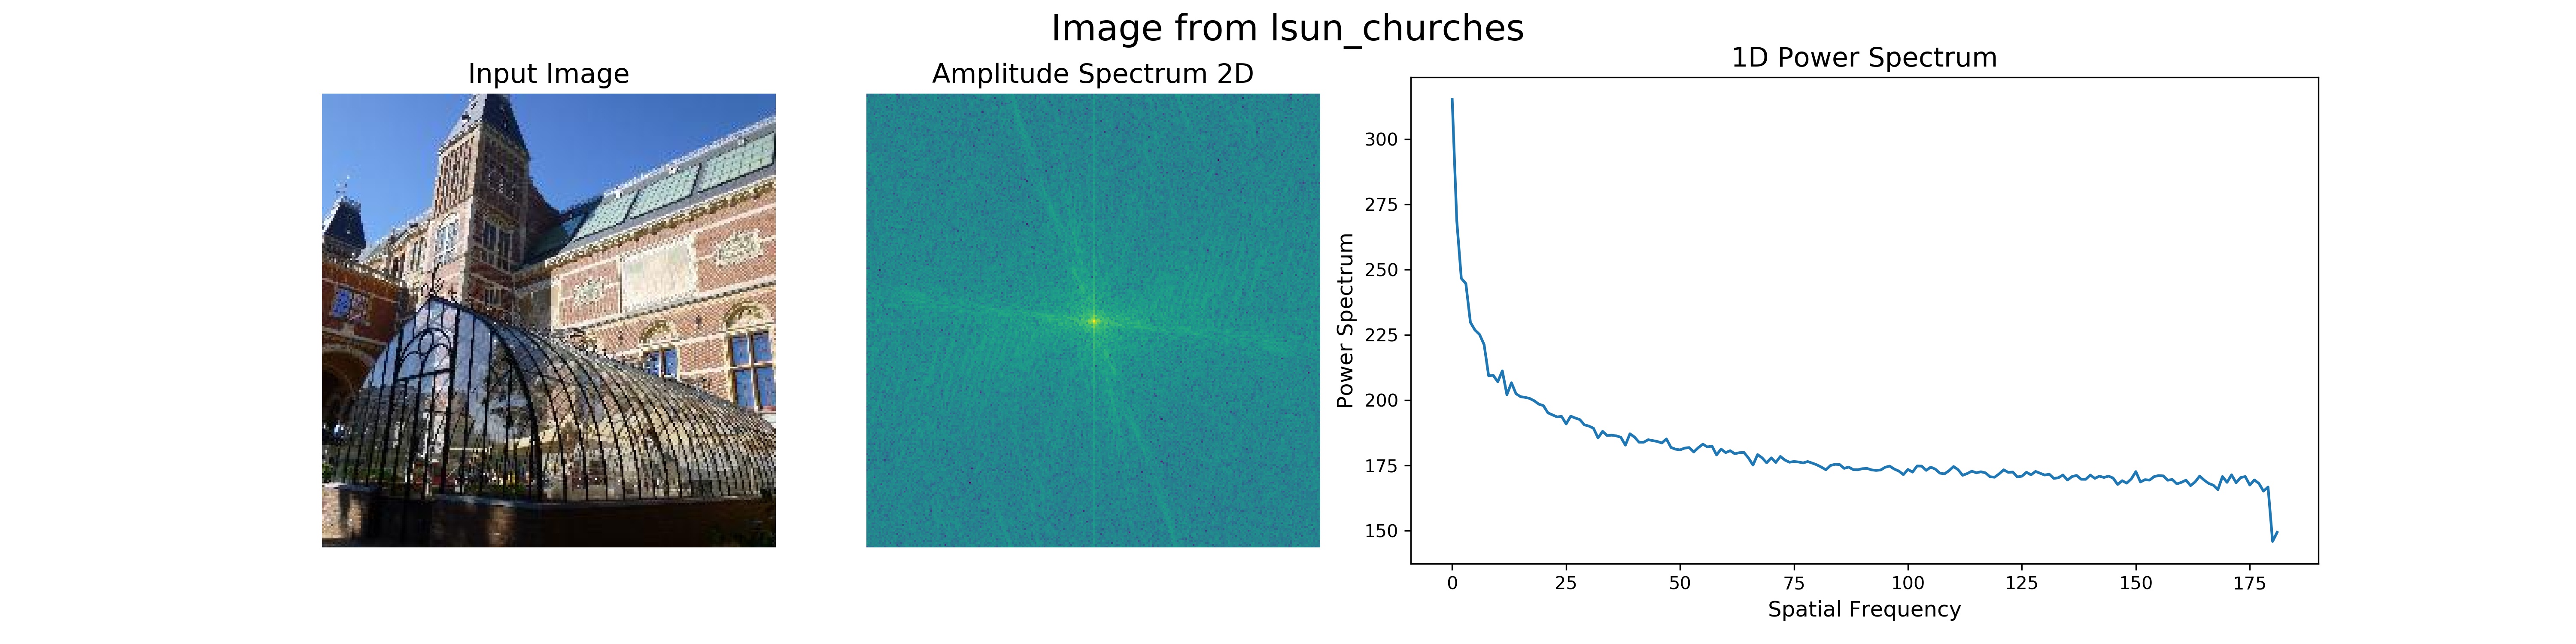 Image from lsun_churches
Input Image
Amplitude Spectrum 2D
1D Power Spectrum
Power Spectrum
300
275
250
225
200
175
150
0 25 50 75 100 125 150 175
Spatial Frequency